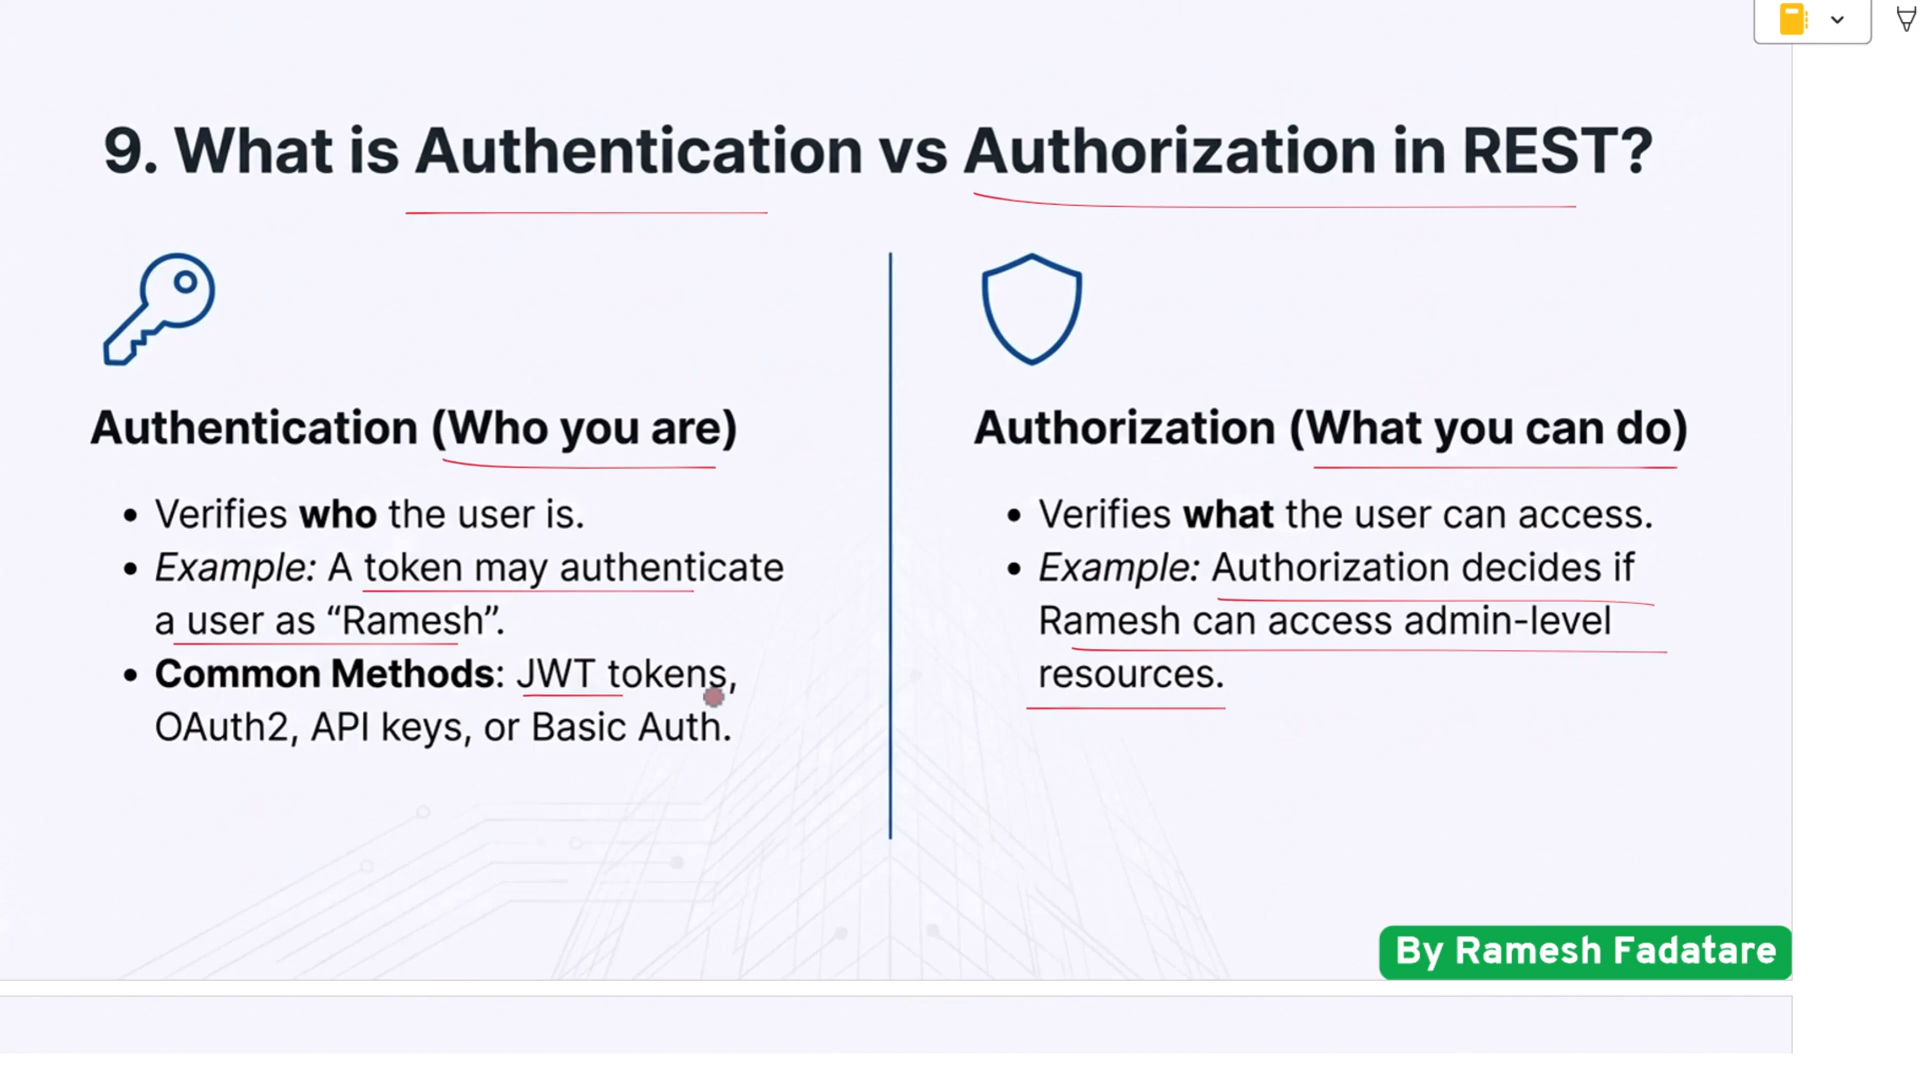 9. What is Authentication vs Authorization in REST?
Authentication (Who you are)
• Verifies who the user is.
• Example: A token may authenticate
a user as “Ramesh”.
• Common Methods: JWT tokens,
OAuth2, API keys, or Basic Auth.
Authorization (What you can do)
• Verifies what the user can access.
• Example: Authorization decides if
Ramesh can access admin-level
resources.
By Ramesh Fadatare